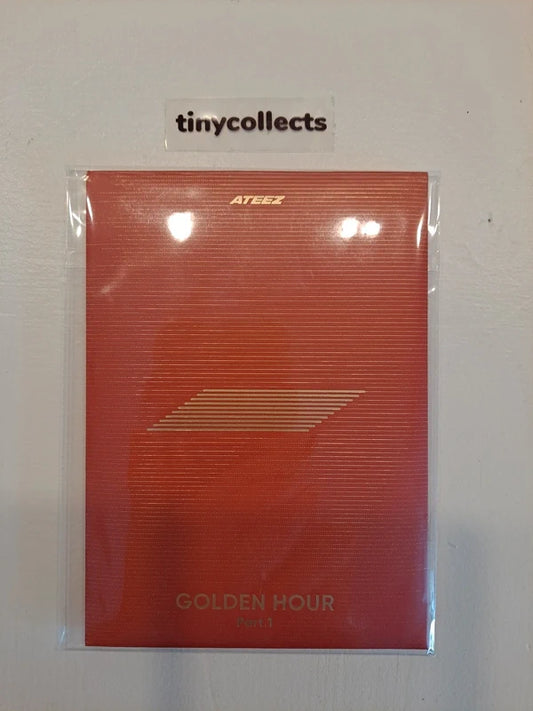 tinycollects
ATEEZ
GOLDEN HOUR
Part.1